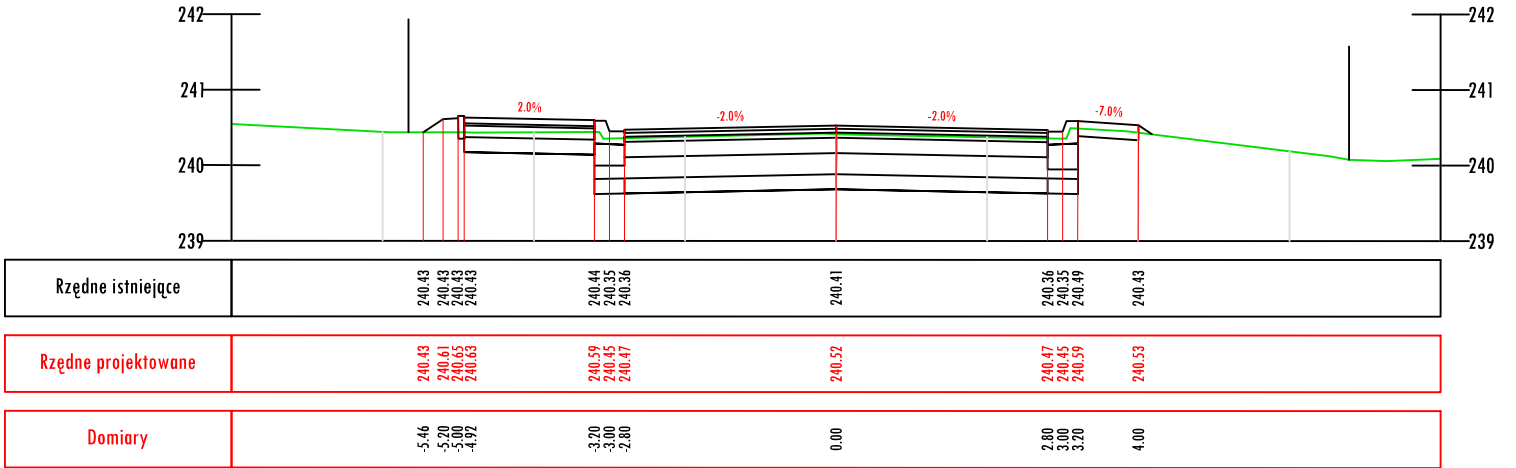 242 242
241 241
240 240
239 239
2.0% -2.0% -2.0% -7.0%
Rzędne istniejące 240.43 240.43 240.43 240.43 240.44 240.35 240.36 240.41 240.36 240.35 240.49 240.43
Rzędne projektowane 240.43 240.61 240.65 240.63 240.59 240.45 240.47 240.52 240.47 240.45 240.59 240.53
Domiary -5.46 -5.20 -5.00 -4.92 -3.20 -3.00 -2.80 0.00 2.80 3.00 3.20 4.00